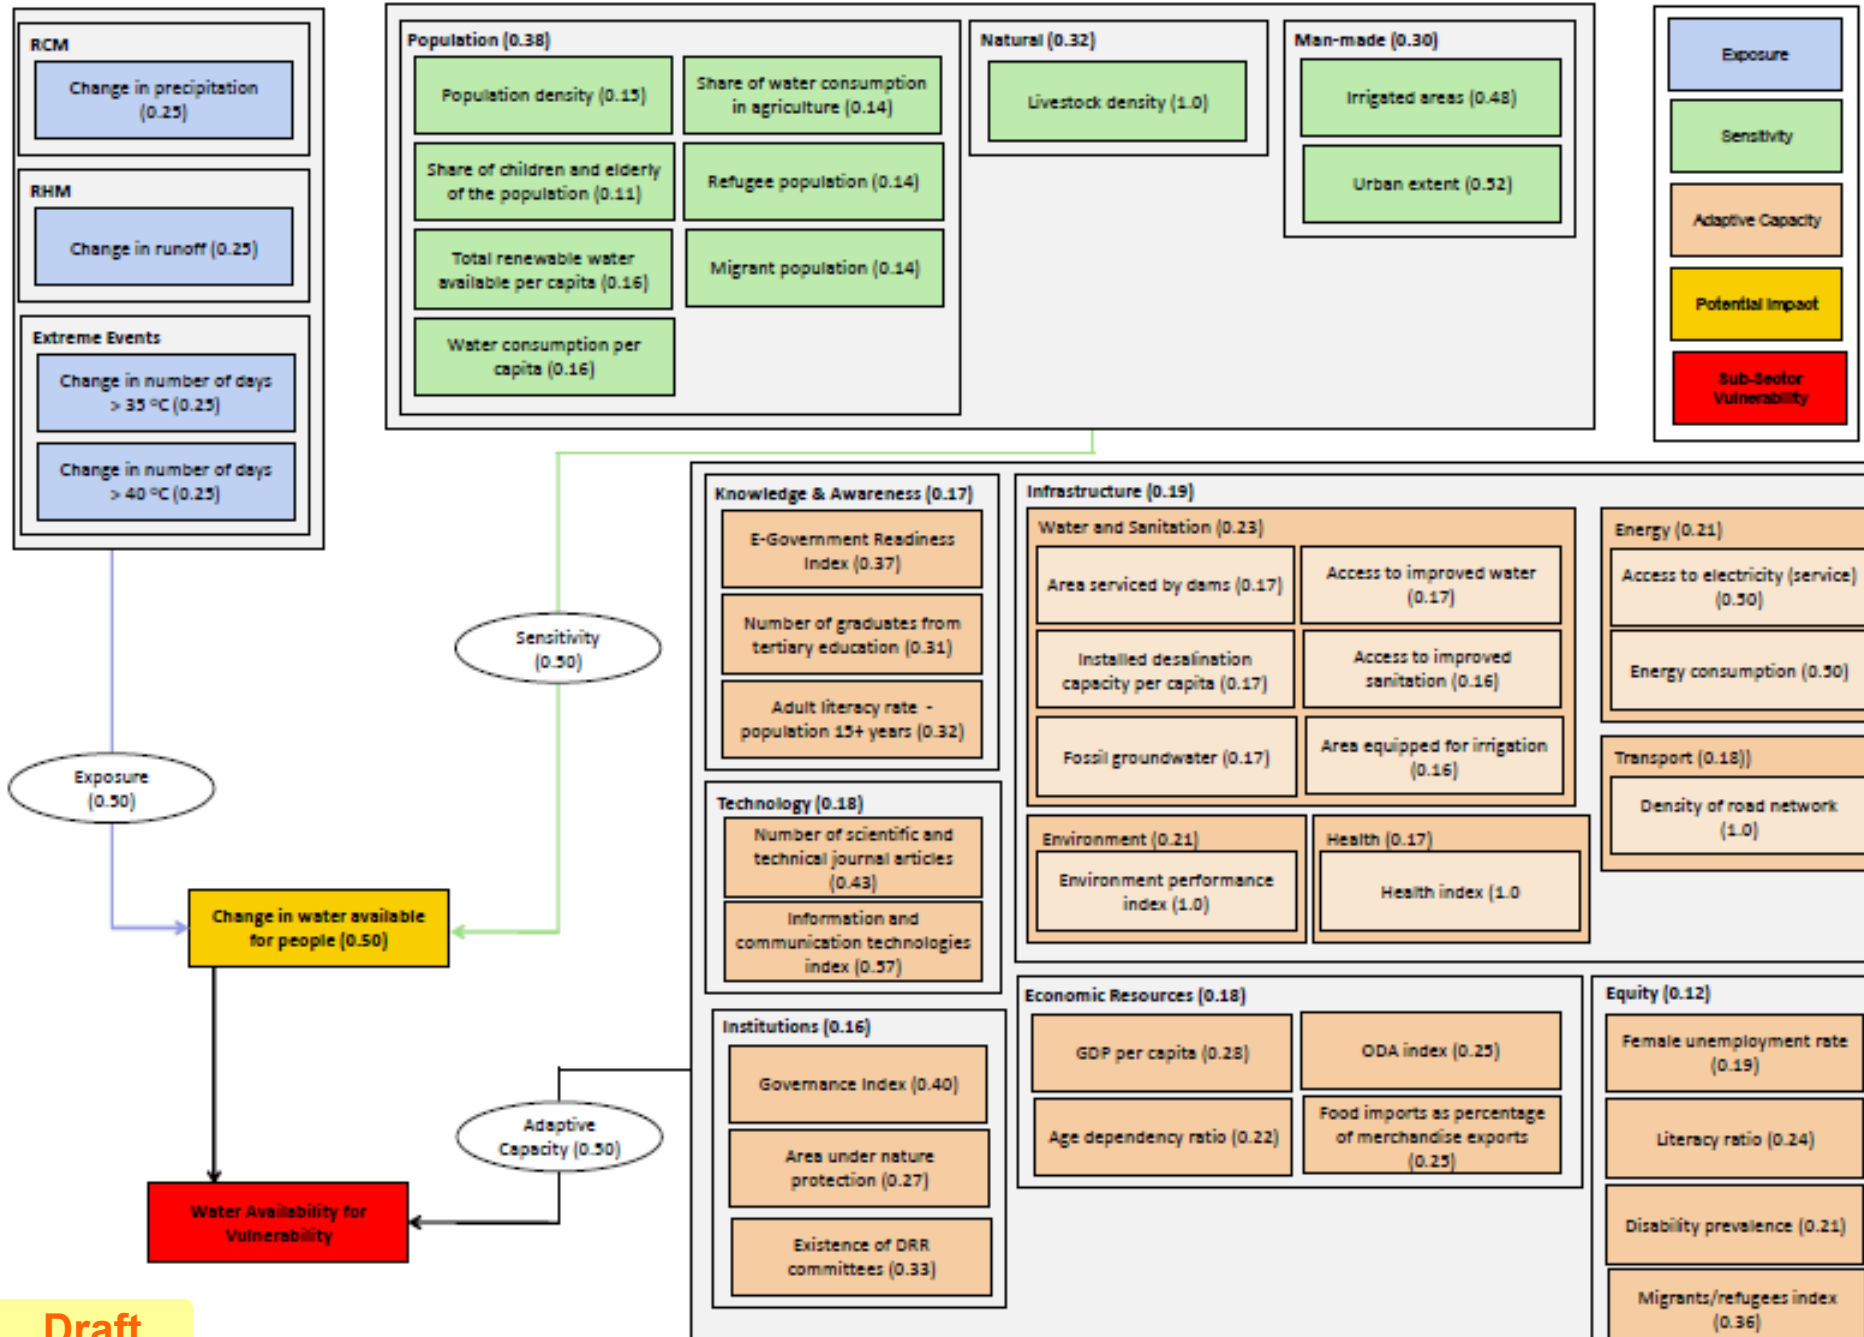 RCM
Change in precipitation
(0.25)
RHM
Change in runoff (0.25)
Extreme Events
Change in number of days
> 35 °C (0.25)
Change in number of days
> 40 °C (0.25)
Population (0.38)
Population density (0.15)
Share of water consumption
in agriculture (0.14)
Share of children and elderly
of the population (0.11)
Refugee population (0.14)
Total renewable water
available per capita (0.16)
Migrant population (0.14)
Water consumption per
capita (0.16)
Natural (0.32)
Livestock density (1.0)
Man-made (0.30)
Irrigated areas (0.48)
Urban extent (0.52)
Exposure
Sensitivity
Adaptive Capacity
Potential Impact
Sub-Sector
Vulnerability
Sensitivity
(0.50)
Exposure
(0.50)
Change in water available
for people (0.50)
Adaptive
Capacity (0.50)
Water Availability for
Vulnerability
Knowledge & Awareness (0.17)
E-Government Readiness
Index (0.37)
Number of graduates from
tertiary education (0.31)
Adult literacy rate -
population 15+ years (0.32)
Technology (0.18)
Number of scientific and
technical journal articles
(0.43)
Information and
communication technologies
index (0.57)
Institutions (0.16)
Governance Index (0.40)
Area under nature
protection (0.27)
Existence of DRR
committees (0.33)
Infrastructure (0.19)
Water and Sanitation (0.23)
Area serviced by dams (0.17)
Access to improved water
(0.17)
Installed desalination
capacity per capita (0.17)
Access to improved
sanitation (0.16)
Fossil groundwater (0.17)
Area equipped for irrigation
(0.16)
Energy (0.21)
Access to electricity (service)
(0.50)
Energy consumption (0.50)
Transport (0.18))
Density of road network
(1.0)
Environment (0.21)
Environment performance
index (1.0)
Health (0.17)
Health index (1.0
Economic Resources (0.18)
GDP per capita (0.28)
ODA index (0.25)
Age dependency ratio (0.22)
Food imports as percentage
of merchandise exports
(0.25)
Equity (0.12)
Female unemployment rate
(0.19)
Literacy ratio (0.24)
Disability prevalence (0.21)
Migrants/refugees index
(0.36)
Draft